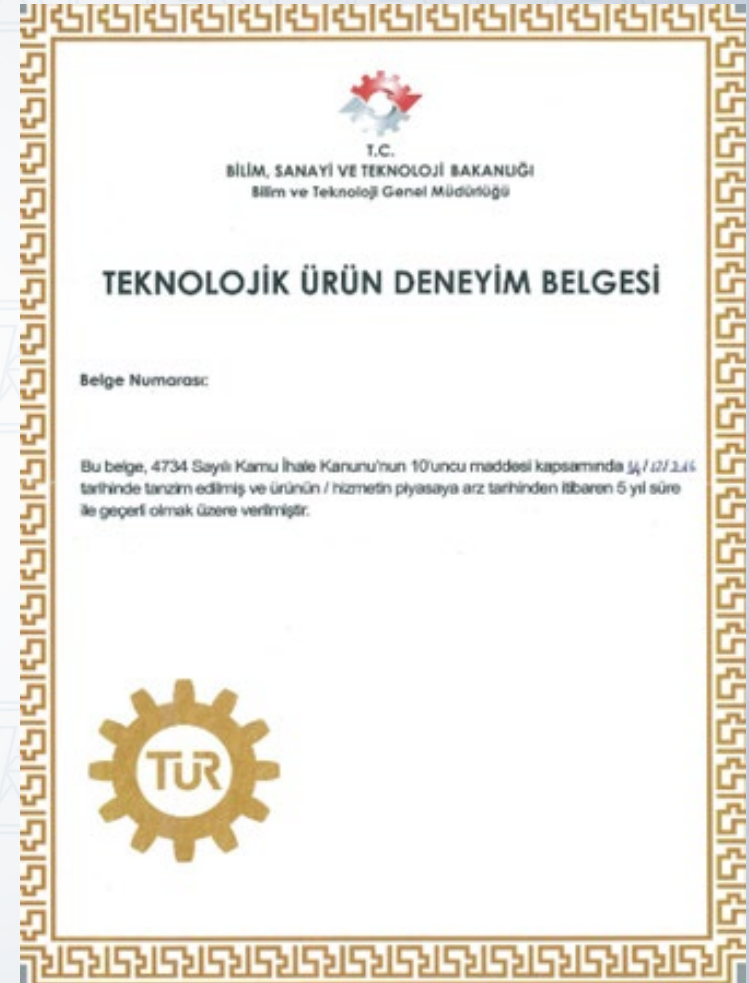 T.C.
BİLİM, SANAYİ VE TEKNOLOJİ BAKANLIĞI
Bilim ve Teknoloji Genel Müdürlüğü
TEKNOLOJİK ÜRÜN DENEYİM BELGESİ
Belge Numarası:
Bu belge, 4734 Sayılı Kamu İhale Kanunu'nun 10'uncu maddesi kapsamında
tarihinde tanzim edilmiş ve ürünün / hizmetin piyasaya arz tarihinden itibaren 5 yıl süre
ile geçerli olmak üzere verilmiştir.
TUR